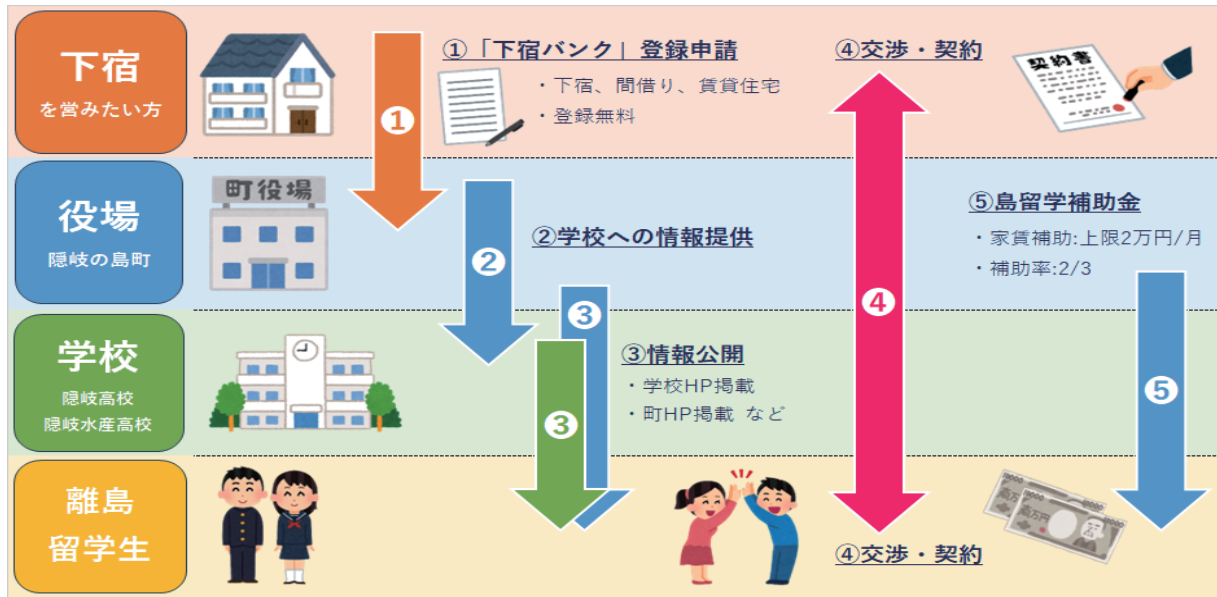 下宿
を営みたい方
①
①「下宿バンク」登録申請
・下宿、間借り、賃貸住宅
・登録無料
④交渉・契約
契約書
役場
隠岐の島町
町役場
②
②学校への情報提供
③
④
⑤島留学補助金
・家賃補助:上限2万円/月
・補助率:2/3
学校
隠岐高校
隠岐水産高校
③
③情報公開
・学校HP掲載
・町HP掲載 など
⑤
離島
留学生
④交渉・契約
10000
10000
壱万円